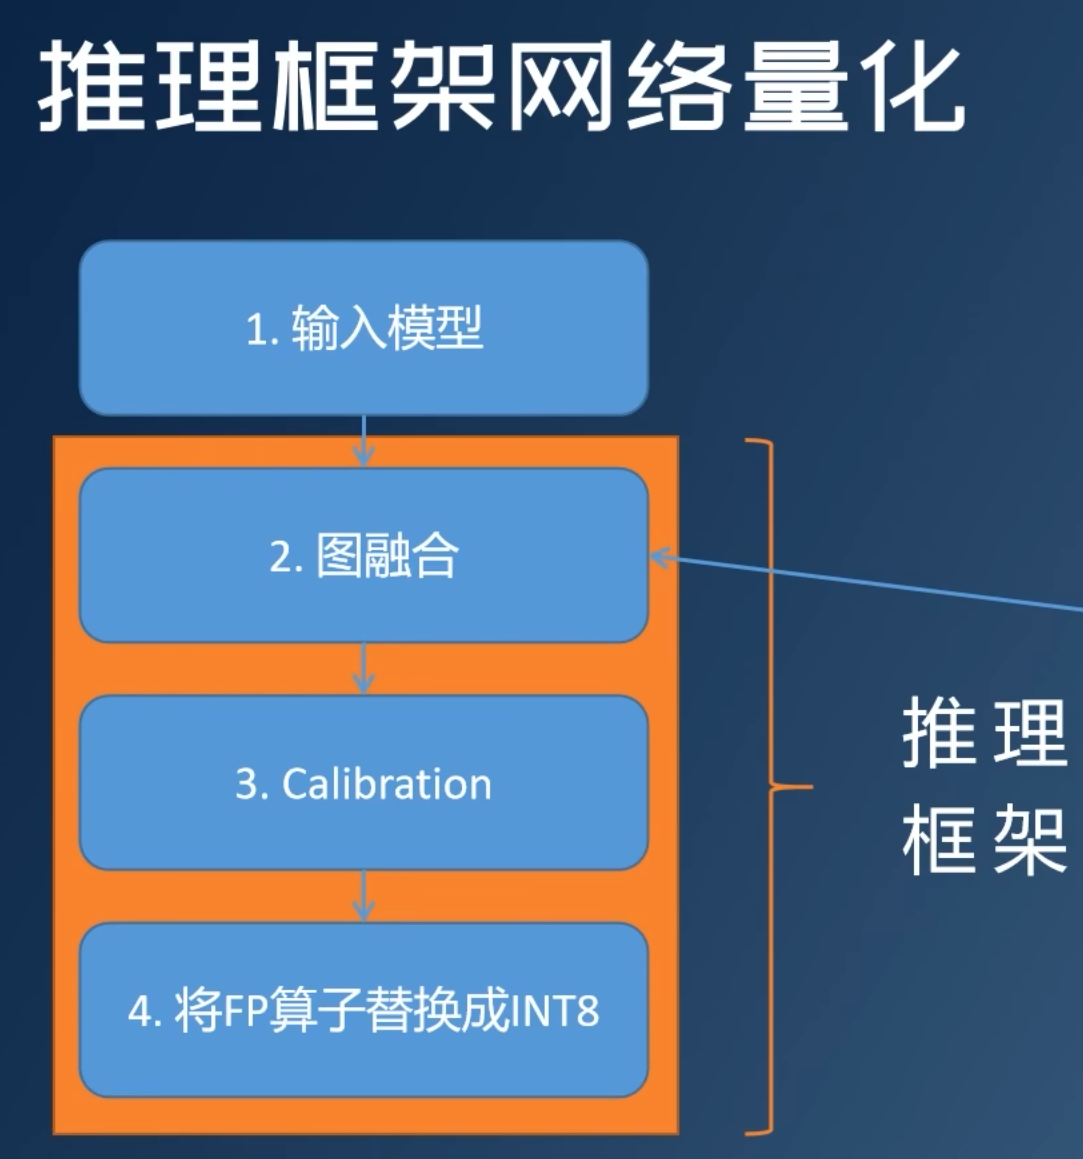 推理框架网络量化
1. 输入模型
2. 图融合
3. Calibration
4. 将FP算子替换成INT8
推理
框架